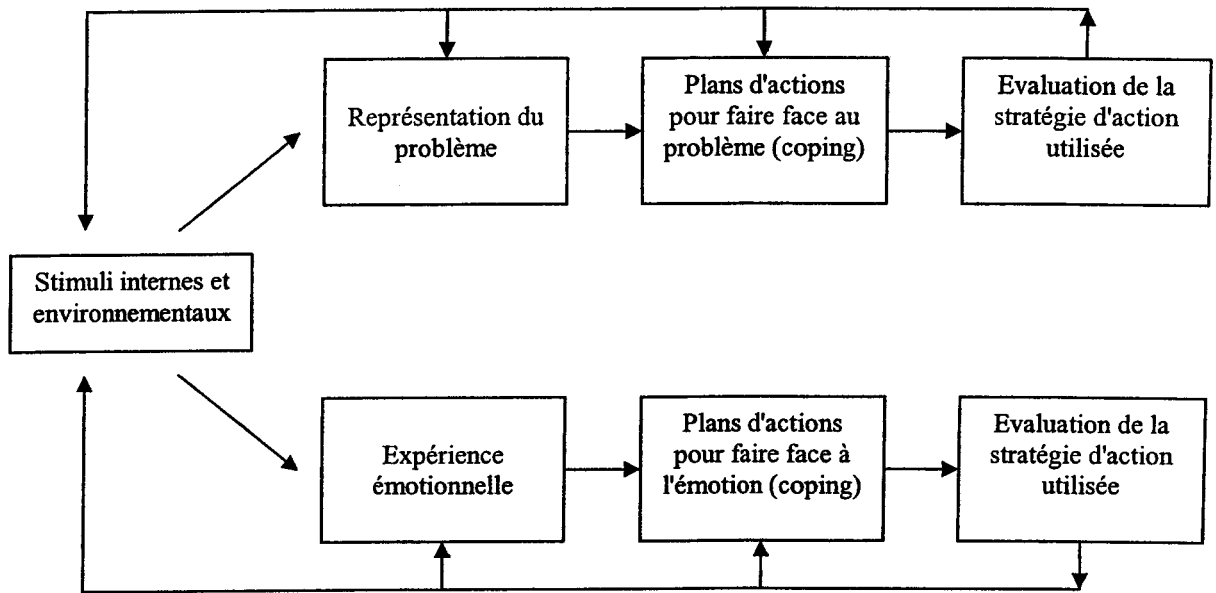 Représentation du
problème
Plans d'actions
pour faire face au
problème (coping)
Evaluation de la
stratégie d'action
utilisée
Stimuli internes et
environnementaux
Expérience
émotionnelle
Plans d'actions
pour faire face à
l'émotion (coping)
Evaluation de la
stratégie d'action
utilisée